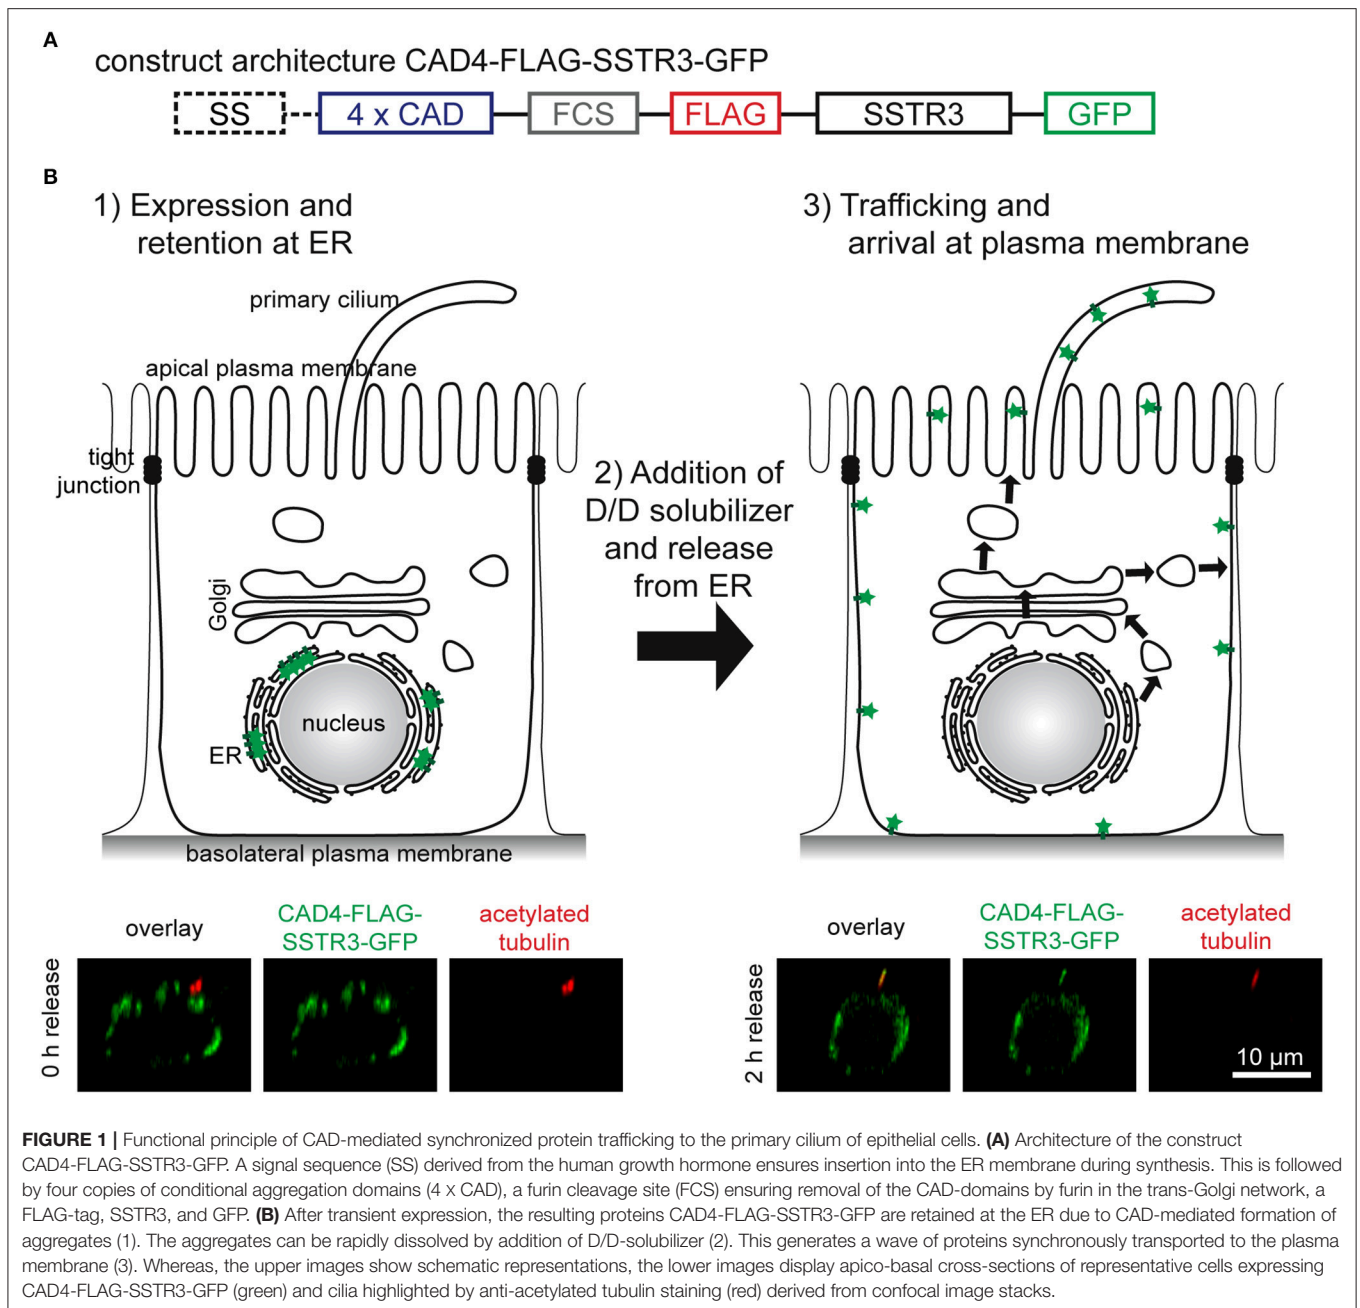 A
construct architecture CAD4-FLAG-SSTR3-GFP
SS 4 x CAD FCS FLAG SSTR3 GFP
B
1) Expression and
retention at ER
3) Trafficking and
arrival at plasma membrane
primary cilium
apical plasma membrane
tight
junction
2) Addition of
D/D solubilizer
and release
from ER
Golgi
nucleus
ER
basolateral plasma membrane
overlay
CAD4-FLAG-
SSTR3-GFP
acetylated
tubulin
0 h release
overlay
CAD4-FLAG-
SSTR3-GFP
acetylated
tubulin
2 h release
10 µm
FIGURE 1 | Functional principle of CAD-mediated synchronized protein trafficking to the primary cilium of epithelial cells. (A) Architecture of the construct
CAD4-FLAG-SSTR3-GFP. A signal sequence (SS) derived from the human growth hormone ensures insertion into the ER membrane during synthesis. This is followed
by four copies of conditional aggregation domains (4 x CAD), a furin cleavage site (FCS) ensuring removal of the CAD-domains by furin in the trans-Golgi network, a
FLAG-tag, SSTR3, and GFP. (B) After transient expression, the resulting proteins CAD4-FLAG-SSTR3-GFP are retained at the ER due to CAD-mediated formation of
aggregates (1). The aggregates can be rapidly dissolved by addition of D/D-solubilizer (2). This generates a wave of proteins synchronously transported to the plasma
membrane (3). Whereas, the upper images show schematic representations, the lower images display apico-basal cross-sections of representative cells expressing
CAD4-FLAG-SSTR3-GFP (green) and cilia highlighted by anti-acetylated tubulin staining (red) derived from confocal image stacks.